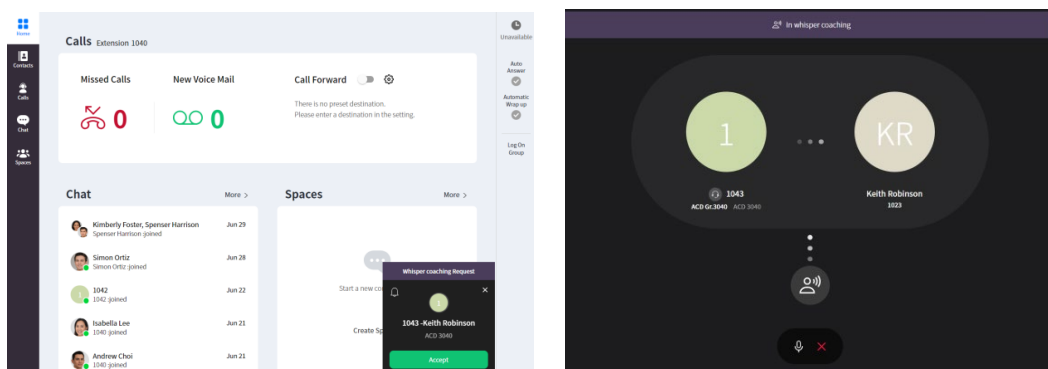 Home
Contacts
Calls
Chat
Spaces
Calls Extension 1040
Missed Calls
0
New Voice Mail
0
Call Forward
There is no preset destination.
Please enter a destination in the setting.
Unavailable
Auto
Answer
Automatic
Wrap up
Log On
Group
Chat More >
Kimberly Foster, Spenser Harrison Jun 29
Spenser Harrison joined
Simon Ortiz Jun 28
Simon Ortiz joined
1
1042 Jun 22
1042 joined
Isabella Lee Jun 21
1040 joined
Andrew Choi Jun 21
1040 joined
Spaces More >
Start a new co
Create Sp
Whisper coaching Request
1
1043 -Keith Robinson
ACD 3040
Accept
In whisper coaching
1
1043
ACD Gr.3040 ACD 3040
KR
Keith Robinson
1023